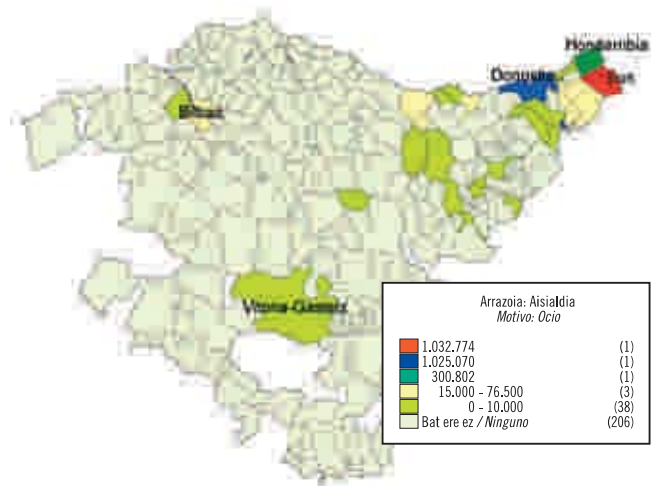 Hondarribia
Donostia
Irun
Bilbao
Vitoria-Gasteiz
Arrazoia: Aisialdia
Motivo: Ocio
1.032.774 (1)
1.025.070 (1)
300.802 (1)
15.000 - 76.500 (3)
0 - 10.000 (38)
Bat ere ez / Ninguno (206)